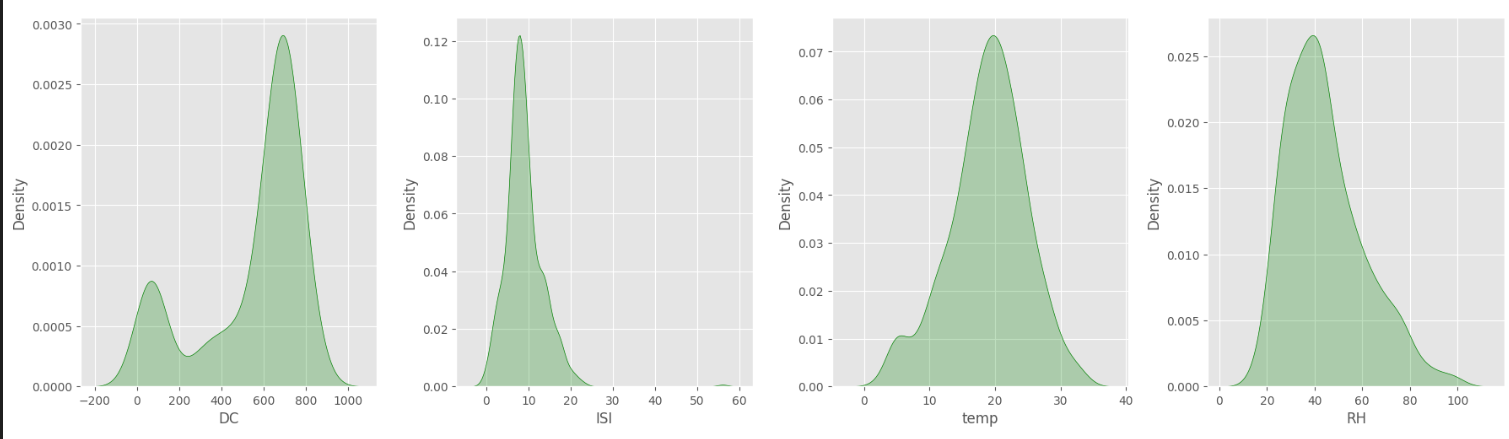 Density
0.0030
0.0025
0.0020
0.0015
0.0010
0.0005
0.0000
−200 0 200 400 600 800 1000
DC
Density
0.12
0.10
0.08
0.06
0.04
0.02
0.00
0 10 20 30 40 50 60
ISI
Density
0.07
0.06
0.05
0.04
0.03
0.02
0.01
0.00
0 10 20 30 40
temp
Density
0.025
0.020
0.015
0.010
0.005
0.000
0 20 40 60 80 100
RH